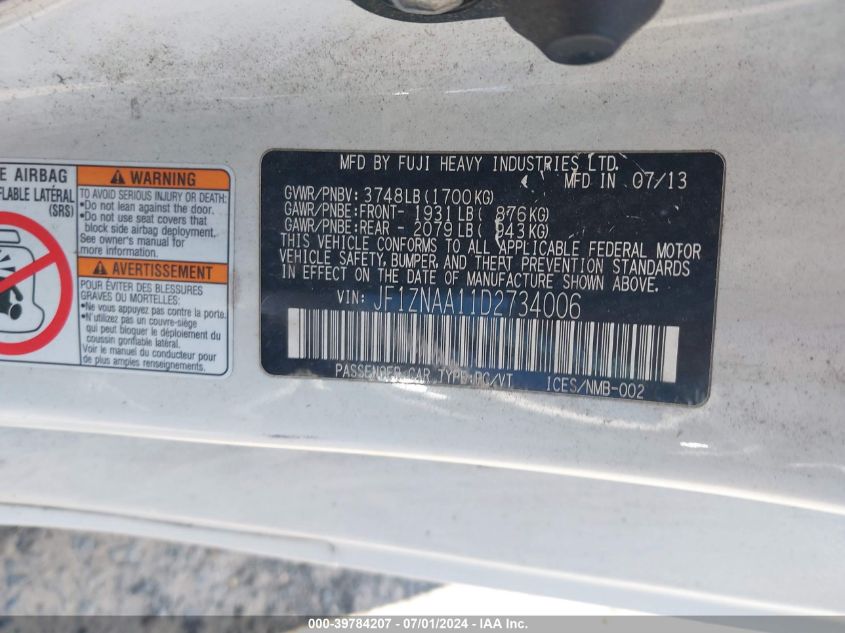 E AIRBAG
FLABLE LATÉRAL
(SRS)
WARNING
TO AVOID SERIOUS INJURY OR DEATH:
•Do not lean against the door.
•Do not use seat covers that
block side airbag deployment.
See owner's manual for
more information.
AVERTISSEMENT
POUR ÉVITER DES BLESSURES
GRAVES OU MORTELLES:
•Ne vous appuyez pas contre la porte.
•N'utilisez pas un couvre-siège
qui peut bloquer le déploiement du
coussin gonflable latéral.
Voir le manuel du conducteur pour
de plus amples renseignements.
MFD BY FUJI HEAVY INDUSTRIES LTD.
MFD IN 07/13
GVWR/PNBV: 3748LB(1700KG)
GAWR/PNBE:FRONT- 1931LB( 876KG)
GAWR/PNBE:REAR - 2079LB( 943KG)
THIS VEHICLE CONFORMS TO ALL APPLICABLE FEDERAL MOTOR
VEHICLE SAFETY, BUMPER, AND THEFT PREVENTION STANDARDS
IN EFFECT ON THE DATE OF MANUFACTURE SHOWN ABOVE.
VIN: JF1ZNAA11D2734006
PASSENGER CAR TYPE:PC/VT ICES/NMB-002
000-39784207 - 07/01/2024 - IAAI.COM